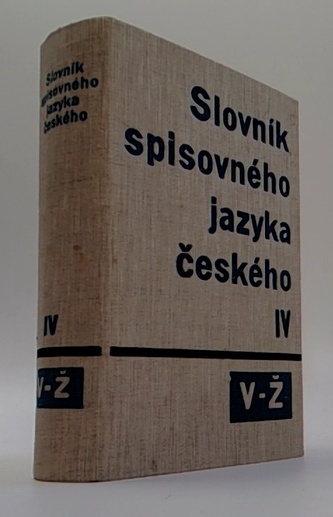 Slovník
spisovného
jazyka
českého
IV
V-Ž
Slovník
spisovného
jazyka
českého
IV
V-Ž